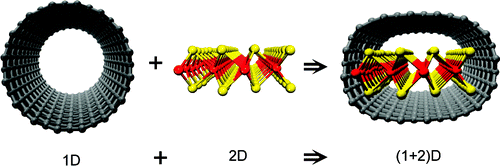 + ⇒
1D + 2D ⇒ (1+2)D